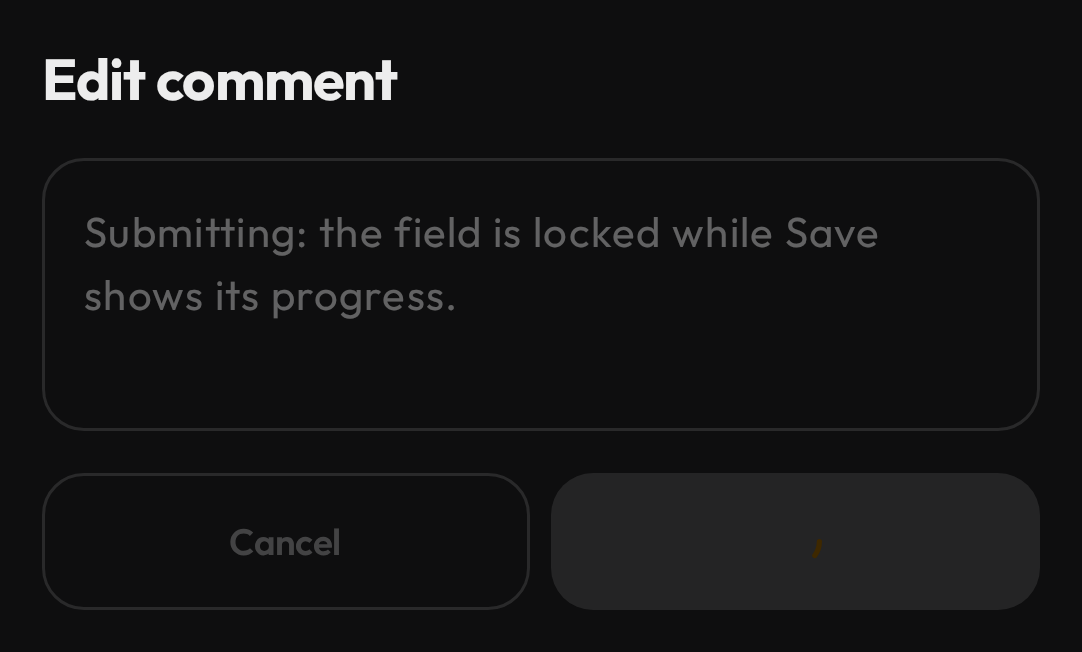 Edit comment
Submitting: the field is locked while Save
shows its progress.
Cancel